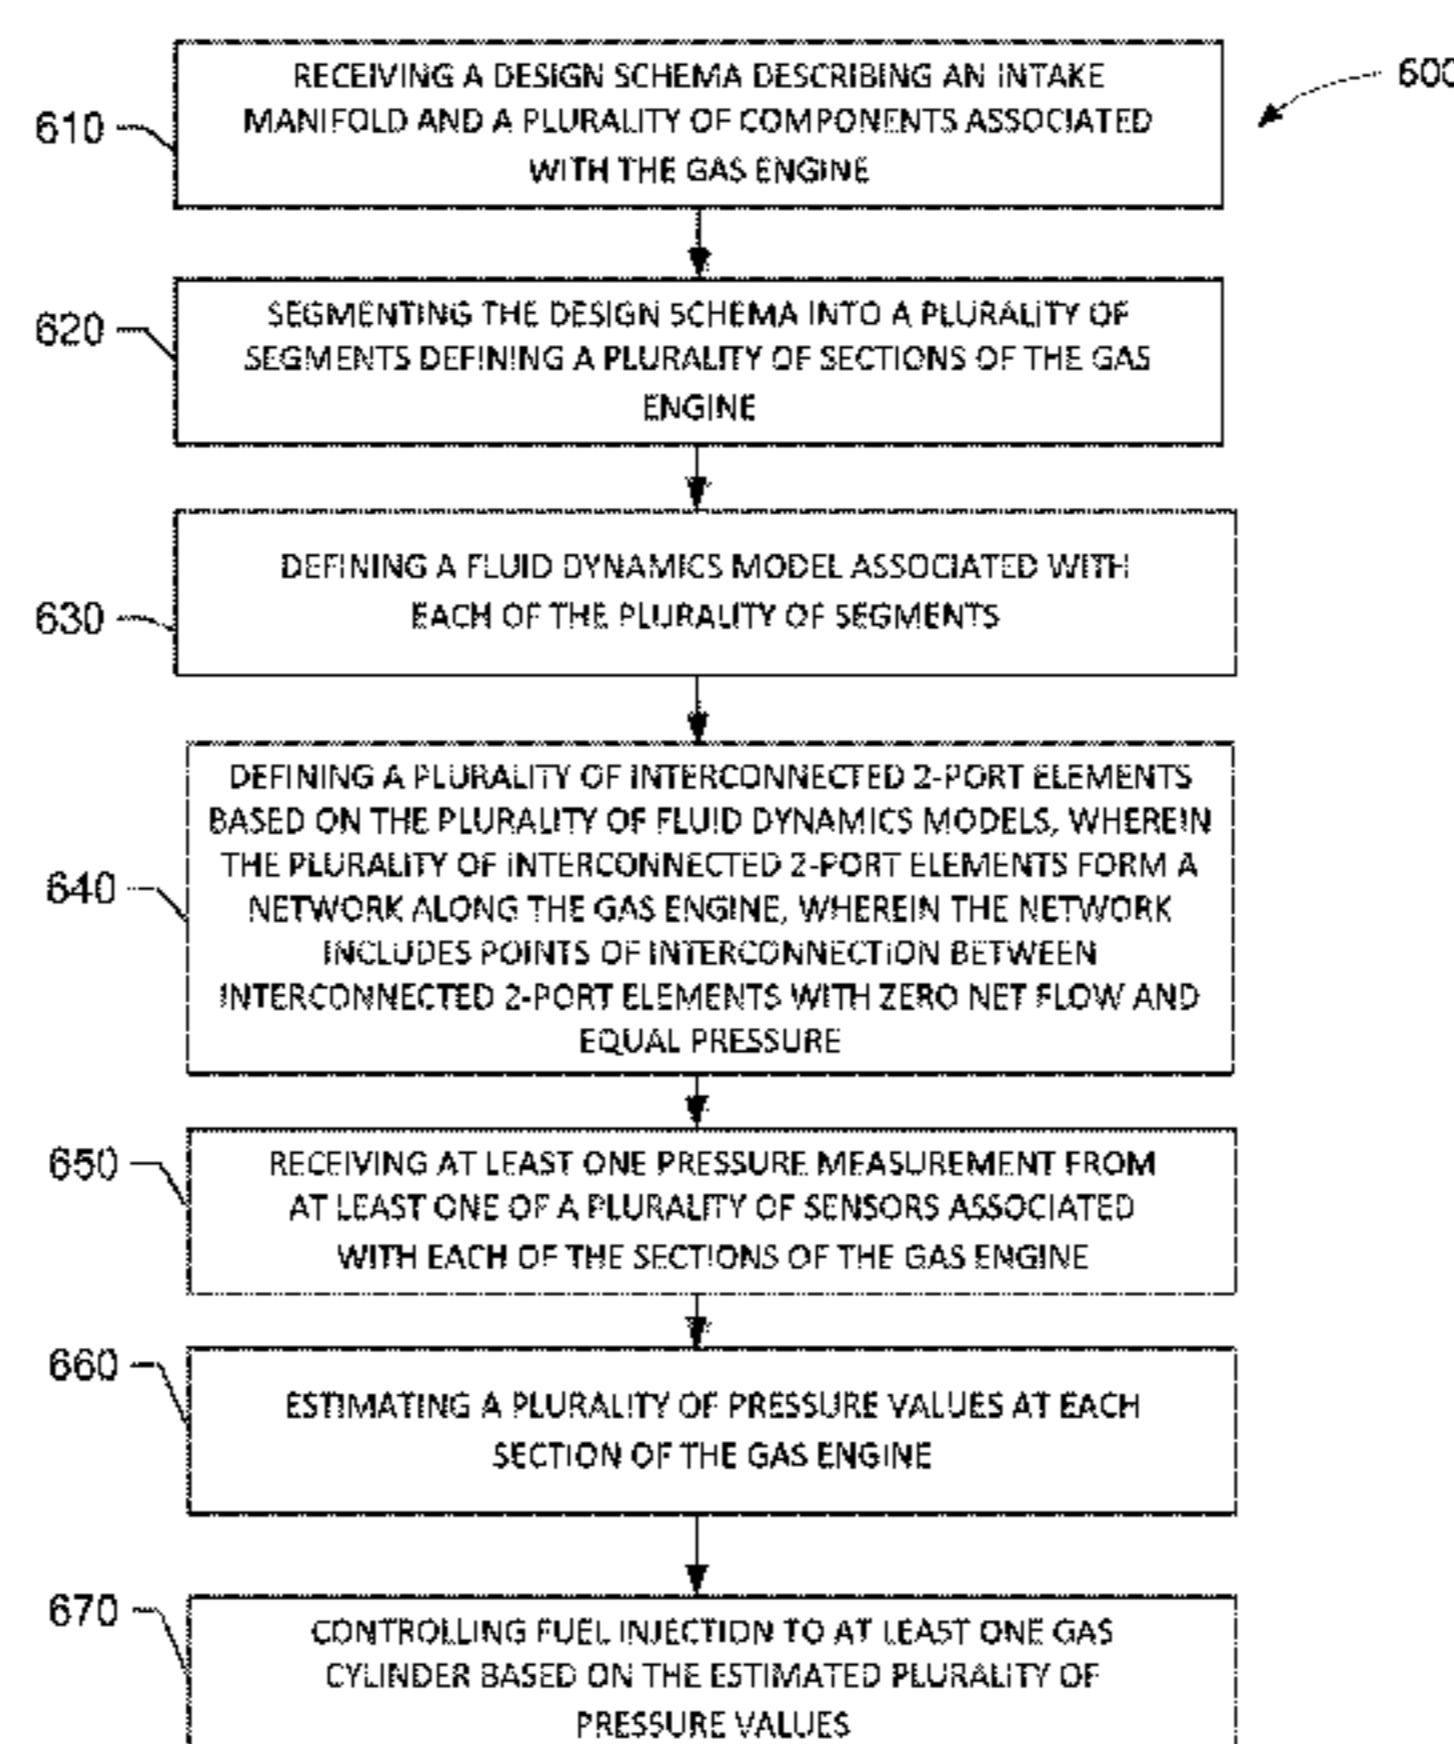 600
610
RECEIVING A DESIGN SCHEMA DESCRIBING AN INTAKE
MANIFOLD AND A PLURALITY OF COMPONENTS ASSOCIATED
WITH THE GAS ENGINE
620
SEGMENTING THE DESIGN SCHEMA INTO A PLURALITY OF
SEGMENTS DEFINING A PLURALITY OF SECTIONS OF THE GAS
ENGINE
630
DEFINING A FLUID DYNAMICS MODEL ASSOCIATED WITH
EACH OF THE PLURALITY OF SEGMENTS
640
DEFINING A PLURALITY OF INTERCONNECTED 2-PORT ELEMENTS
BASED ON THE PLURALITY OF FLUID DYNAMICS MODELS, WHEREIN
THE PLURALITY OF INTERCONNECTED 2-PORT ELEMENTS FORM A
NETWORK ALONG THE GAS ENGINE, WHEREIN THE NETWORK
INCLUDES POINTS OF INTERCONNECTION BETWEEN
INTERCONNECTED 2-PORT ELEMENTS WITH ZERO NET FLOW AND
EQUAL PRESSURE
650
RECEIVING AT LEAST ONE PRESSURE MEASUREMENT FROM
AT LEAST ONE OF A PLURALITY OF SENSORS ASSOCIATED
WITH EACH OF THE SECTIONS OF THE GAS ENGINE
660
ESTIMATING A PLURALITY OF PRESSURE VALUES AT EACH
SECTION OF THE GAS ENGINE
670
CONTROLLING FUEL INJECTION TO AT LEAST ONE GAS
CYLINDER BASED ON THE ESTIMATED PLURALITY OF
PRESSURE VALUES